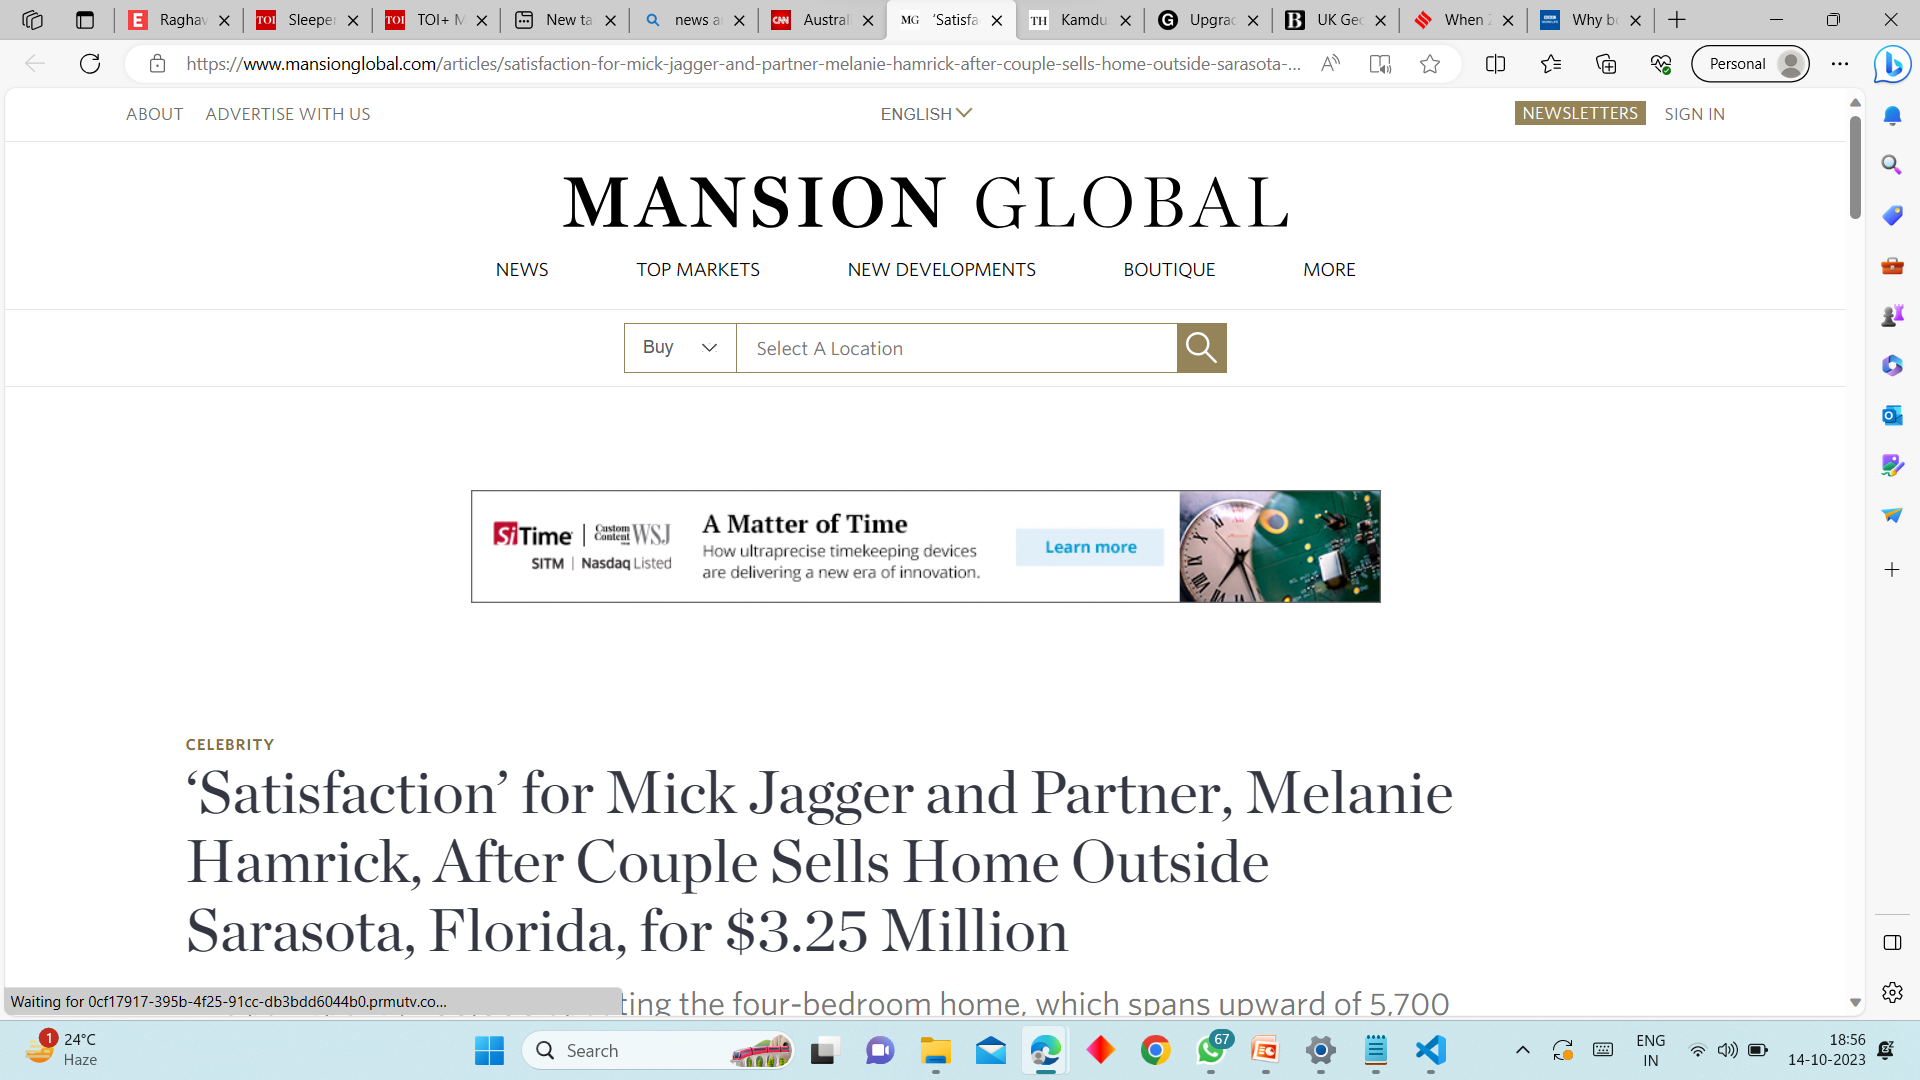 Raghav
Sleeper
TOI+ M
New ta
news a
Austral
'Satisfa
Kamdu
Upgrad
UK Geo
When
Why bo
https://www.mansionglobal.com/articles/satisfaction-for-mick-jagger-and-partner-melanie-hamrick-after-couple-sells-home-outside-sarasota-...
Personal
ABOUT ADVERTISE WITH US ENGLISH NEWSLETTERS SIGN IN
MANSION GLOBAL
NEWS TOP MARKETS NEW DEVELOPMENTS BOUTIQUE MORE
Buy Select A Location
SiTime | Custom Content from WSJ
SITM | Nasdaq Listed
A Matter of Time
How ultraprecise timekeeping devices
are delivering a new era of innovation.
Learn more
CELEBRITY
‘Satisfaction’ for Mick Jagger and Partner, Melanie
Hamrick, After Couple Sells Home Outside
Sarasota, Florida, for $3.25 Million
ting the four-bedroom home, which spans upward of 5,700
Waiting for 0cf17917-395b-4f25-91cc-db3bdd6044b0.prmutv.co...
1
24°C
Haze
Search
67
ENG
IN
18:56
14-10-2023